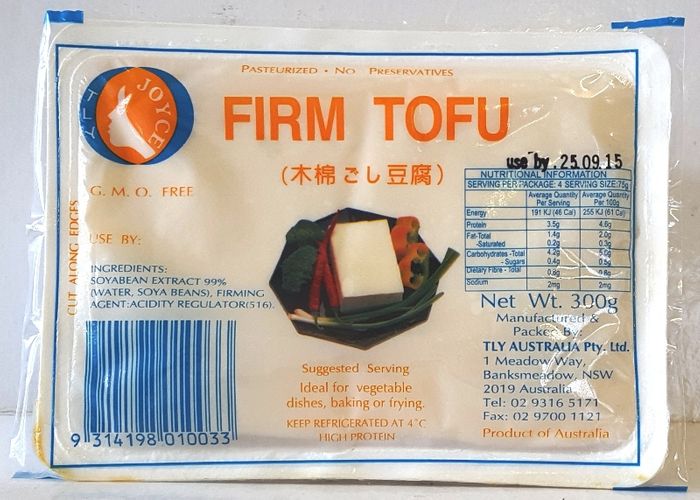 TLY
JOYCE
PASTEURIZED • NO PRESERVATIVES
FIRM TOFU
(木棉ごし豆腐)
G. M. O. FREE
USE BY:
use by. 25.09.15
CUT ALONG EDGES
INGREDIENTS:
SOYABEAN EXTRACT 99%
(WATER, SOYA BEANS), FIRMING
AGENT:ACIDITY REGULATOR(516).
9 314198 010033
Suggested Serving
Ideal for vegetable
dishes, baking or frying.
KEEP REFRIGERATED AT 4°C
HIGH PROTEIN
NUTRITIONAL INFORMATION
SERVING PER PACKAGE: 4 SERVING SIZE:75g
Average Quantity Per Serving Average Quantity Per 100g
Energy 191 KJ (46 Cal) 255 KJ (61 Cal)
Protein 3.5g 4.6g
Fat-Total 1.4g 2.0g
-Saturated 0.2g 0.3g
Carbohydrates -Total 4.2g 5.0g
- Sugars 0.4g 0.5g
Dietary Fibre - Total 0.6g 0.8g
Sodium 2mg 2mg
Net Wt. 300g
Manufactured &
Packed By:
TLY AUSTRALIA Pty. Ltd.
1 Meadow Way,
Banksmeadow, NSW
2019 Australia
Tel: 02 9316 5171
Fax: 02 9700 1121
Product of Australia